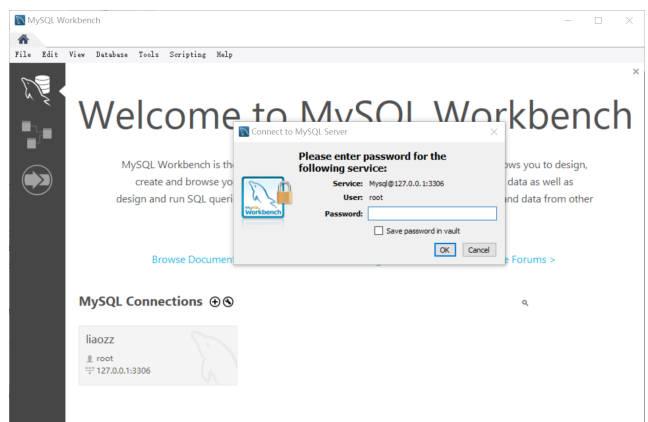 MySQL Workbench
File Edit View Database Tools Scripting Help
Welcome to MySQL Workbench
Connect to MySQL Server
Please enter password for the
following service:
Service: Mysql@127.0.0.1:3306
User: root
Password:
Save password in vault
OK Cancel
MySQL
Workbench
MySQL Workbench is the
ows you to design,
create and browse yo
data as well as
design and run SQL queri
nd data from other
Browse Documen
e Forums >
MySQL Connections
liaozz
root
127.0.0.1:3306